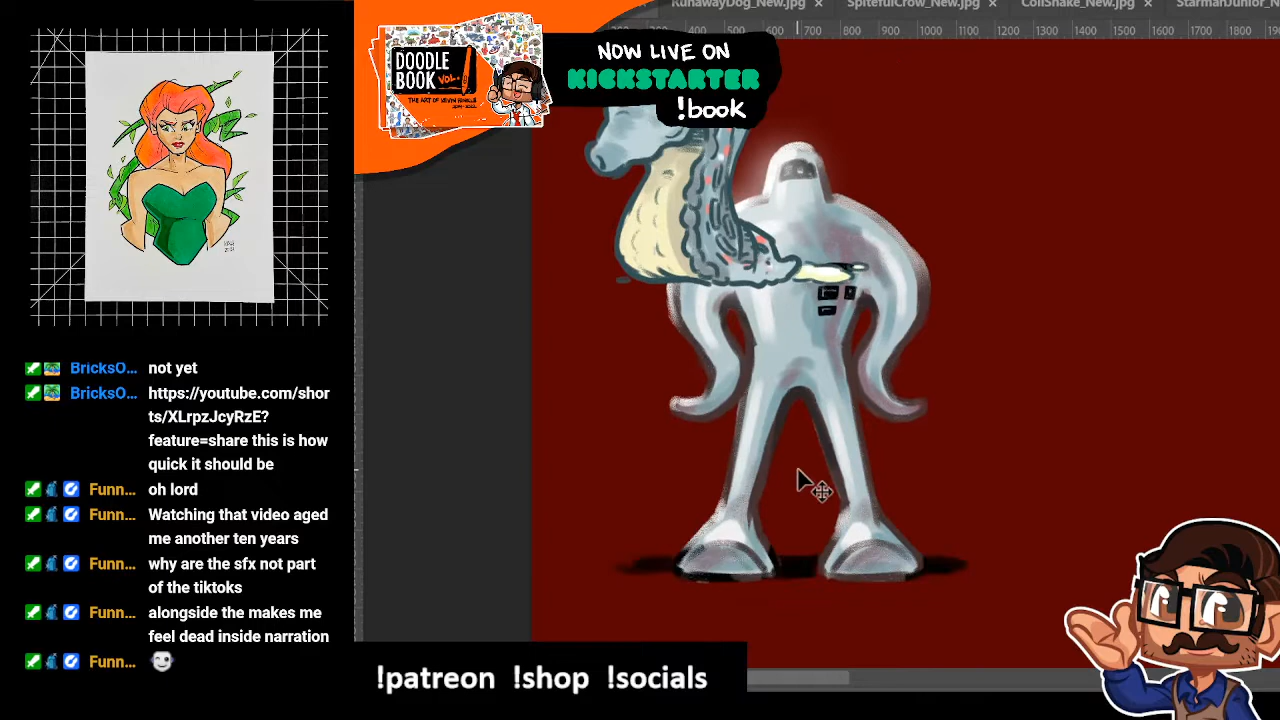 RunawayDog_New.jpg × SpitefulCrow_New.jpg × CoilSnake_New.jpg × StarmanJunior_N
500 600 700 800 900 1000 1100 1200 1300 1400 1500 1600 1700 1800
NOW LIVE ON
KICKSTARTER
!book
DOODLE
BOOK VOL.
BricksO... not yet
BricksO... https://youtube.com/shor
ts/XLrpzJcyRzE?
feature=share this is how
quick it should be
Funn... oh lord
Funn... Watching that video aged
me another ten years
Funn... why are the sfx not part
of the tiktoks
Funn... alongside the makes me
feel dead inside narration
Funn...
!patreon !shop !socials